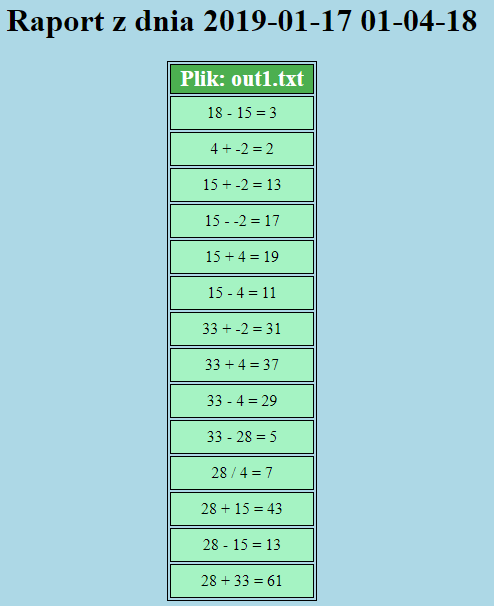 Raport z dnia 2019-01-17 01-04-18
Plik: out1.txt
18 - 15 = 3
4 + -2 = 2
15 + -2 = 13
15 - -2 = 17
15 + 4 = 19
15 - 4 = 11
33 + -2 = 31
33 + 4 = 37
33 - 4 = 29
33 - 28 = 5
28 / 4 = 7
28 + 15 = 43
28 - 15 = 13
28 + 33 = 61